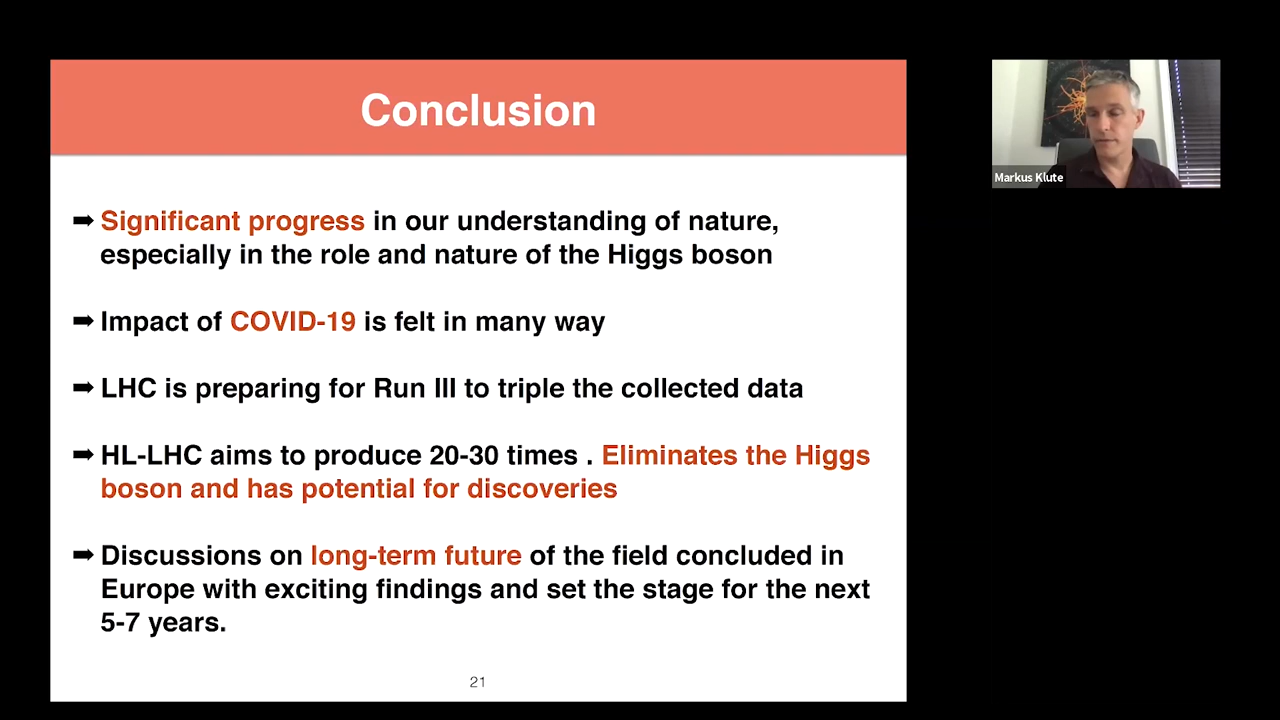 Conclusion
➡ Significant progress in our understanding of nature,
especially in the role and nature of the Higgs boson
➡ Impact of COVID-19 is felt in many way
➡ LHC is preparing for Run III to triple the collected data
➡ HL-LHC aims to produce 20-30 times . Eliminates the Higgs
boson and has potential for discoveries
➡ Discussions on long-term future of the field concluded in
Europe with exciting findings and set the stage for the next
5-7 years.
21
Markus Klute